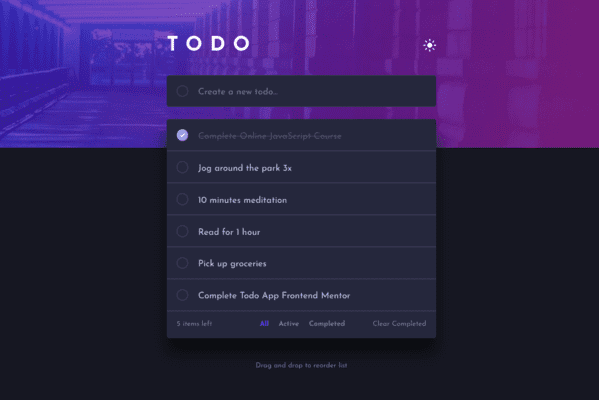 TODO
Create a new todo..
Complete Online JavaScript Course
Jog around the park 3x
10 minutes meditation
Read for 1 hour
Pick up groceries
Complete Todo App Frontend Mentor
5 items left All Active Completed Clear Completed
Drag and drop to reorder list